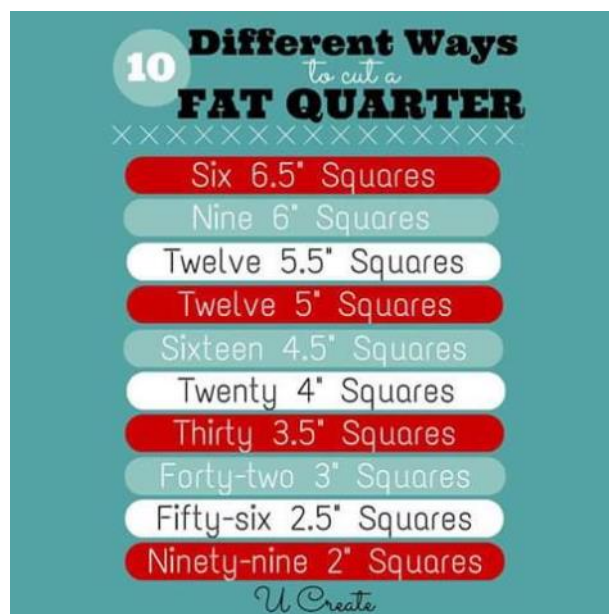 10
Different Ways
to cut a
FAT QUARTER
Six 6.5" Squares
Nine 6" Squares
Twelve 5.5" Squares
Twelve 5" Squares
Sixteen 4.5" Squares
Twenty 4" Squares
Thirty 3.5" Squares
Forty-two 3" Squares
Fifty-six 2.5" Squares
Ninety-nine 2" Squares
U Create